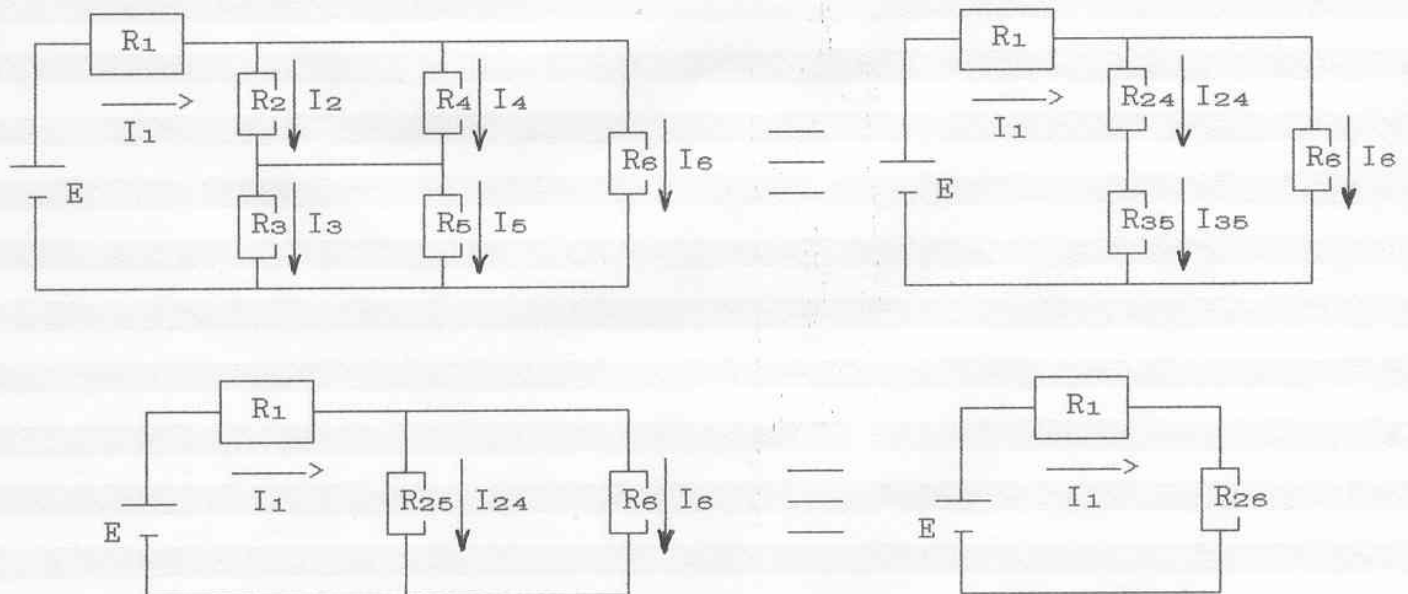 R1 R1
R2 I2 R4 I4 R24 I24
I1 I1
R6 I6 R6 I6
E E
R3 I3 R5 I5 R35 I35
R1 R1
I1 R25 I24 R6 I6 I1 R26
E E